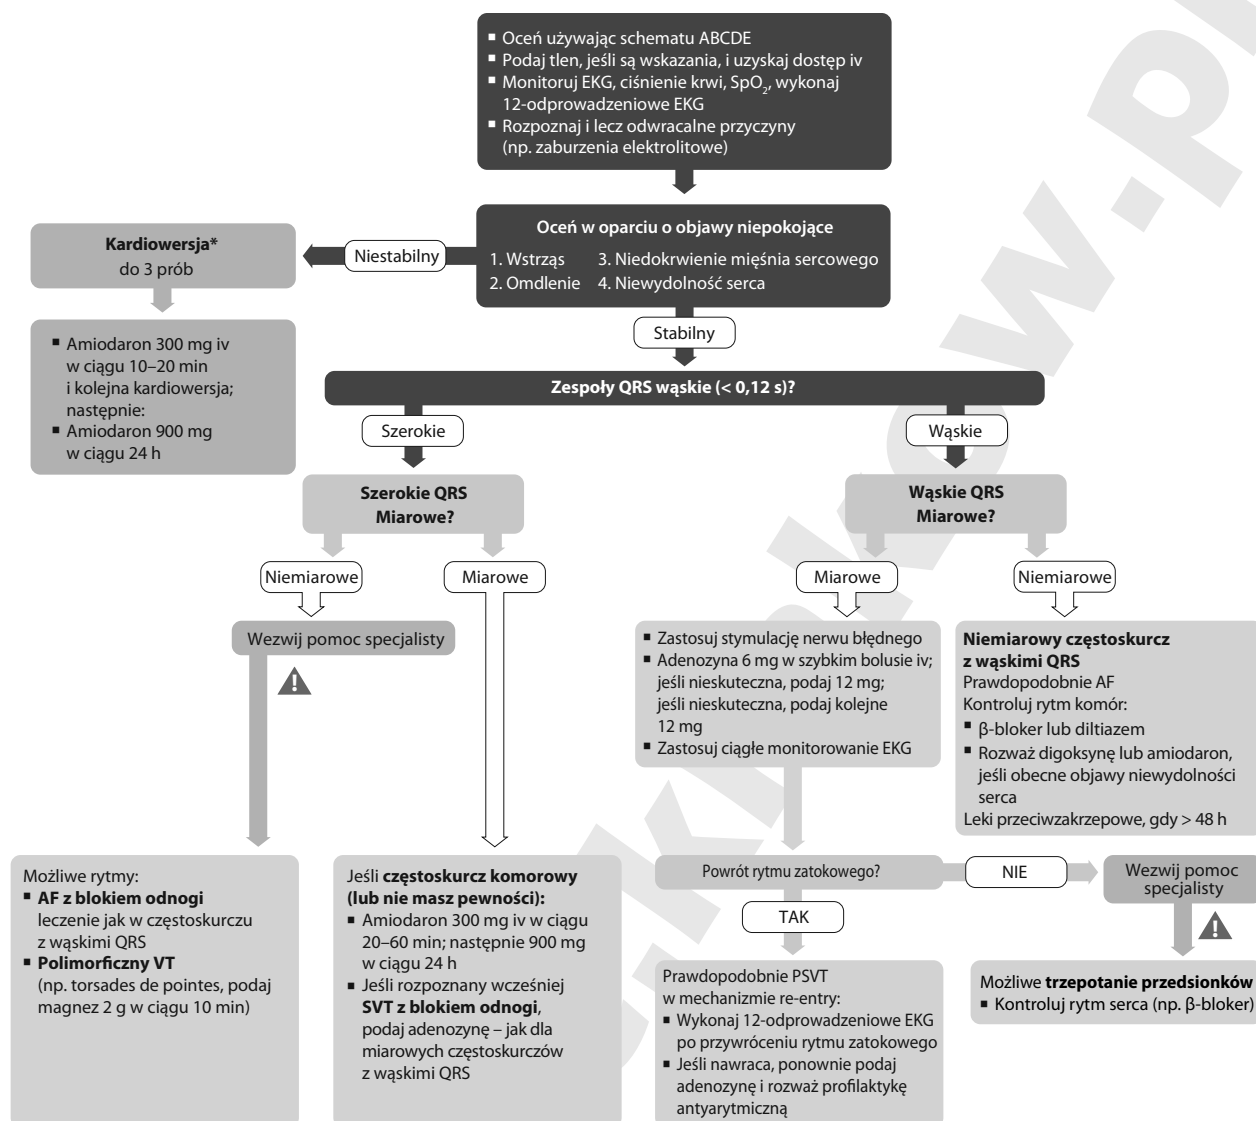 ▪ Oceń używając schematu ABCDE
▪ Podaj tlen, jeśli są wskazania, i uzyskaj dostęp iv
▪ Monitoruj EKG, ciśnienie krwi, SpO₂, wykonaj
12-odprowadzeniowe EKG
▪ Rozpoznaj i lecz odwracalne przyczyny
(np. zaburzenia elektrolitowe)
Oceń w oparciu o objawy niepokojące
1. Wstrząs 3. Niedokrwienie mięśnia sercowego
2. Omdlenie 4. Niewydolność serca
Niestabilny
Kardiowersja*
do 3 prób
▪ Amiodaron 300 mg iv
w ciągu 10–20 min
i kolejna kardiowersja;
następnie:
▪ Amiodaron 900 mg
w ciągu 24 h
Stabilny
Zespoły QRS wąskie (< 0,12 s)?
Szerokie
Wąskie
Szerokie QRS
Miarowe?
Wąskie QRS
Miarowe?
Niemiarowe
Miarowe
Miarowe
Niemiarowe
Wezwij pomoc specjalisty
!
▪ Zastosuj stymulację nerwu błędnego
▪ Adenozyna 6 mg w szybkim bolusie iv;
jeśli nieskuteczna, podaj 12 mg;
jeśli nieskuteczna, podaj kolejne
12 mg
▪ Zastosuj ciągłe monitorowanie EKG
Niemiarowy częstoskurcz
z wąskimi QRS
Prawdopodobnie AF
Kontroluj rytm komór:
▪ β-bloker lub diltiazem
▪ Rozważ digoksynę lub amiodaron,
jeśli obecne objawy niewydolności
serca
Leki przeciwzakrzepowe, gdy > 48 h
Możliwe rytmy:
▪ AF z blokiem odnogi
leczenie jak w częstoskurczu
z wąskimi QRS
▪ Polimorficzny VT
(np. torsades de pointes, podaj
magnez 2 g w ciągu 10 min)
Jeśli częstoskurcz komorowy
(lub nie masz pewności):
▪ Amiodaron 300 mg iv w ciągu
20–60 min; następnie 900 mg
w ciągu 24 h
▪ Jeśli rozpoznany wcześniej
SVT z blokiem odnogi,
podaj adenozynę – jak dla
miarowych częstoskurczów
z wąskimi QRS
Powrót rytmu zatokowego?
NIE
Wezwij pomoc
specjalisty
!
TAK
Prawdopodobnie PSVT
w mechanizmie re-entry:
▪ Wykonaj 12-odprowadzeniowe EKG
po przywróceniu rytmu zatokowego
▪ Jeśli nawraca, ponownie podaj
adenozynę i rozważ profilaktykę
antyarytmiczną
Możliwe trzepotanie przedsionków
▪ Kontroluj rytm serca (np. β-bloker)